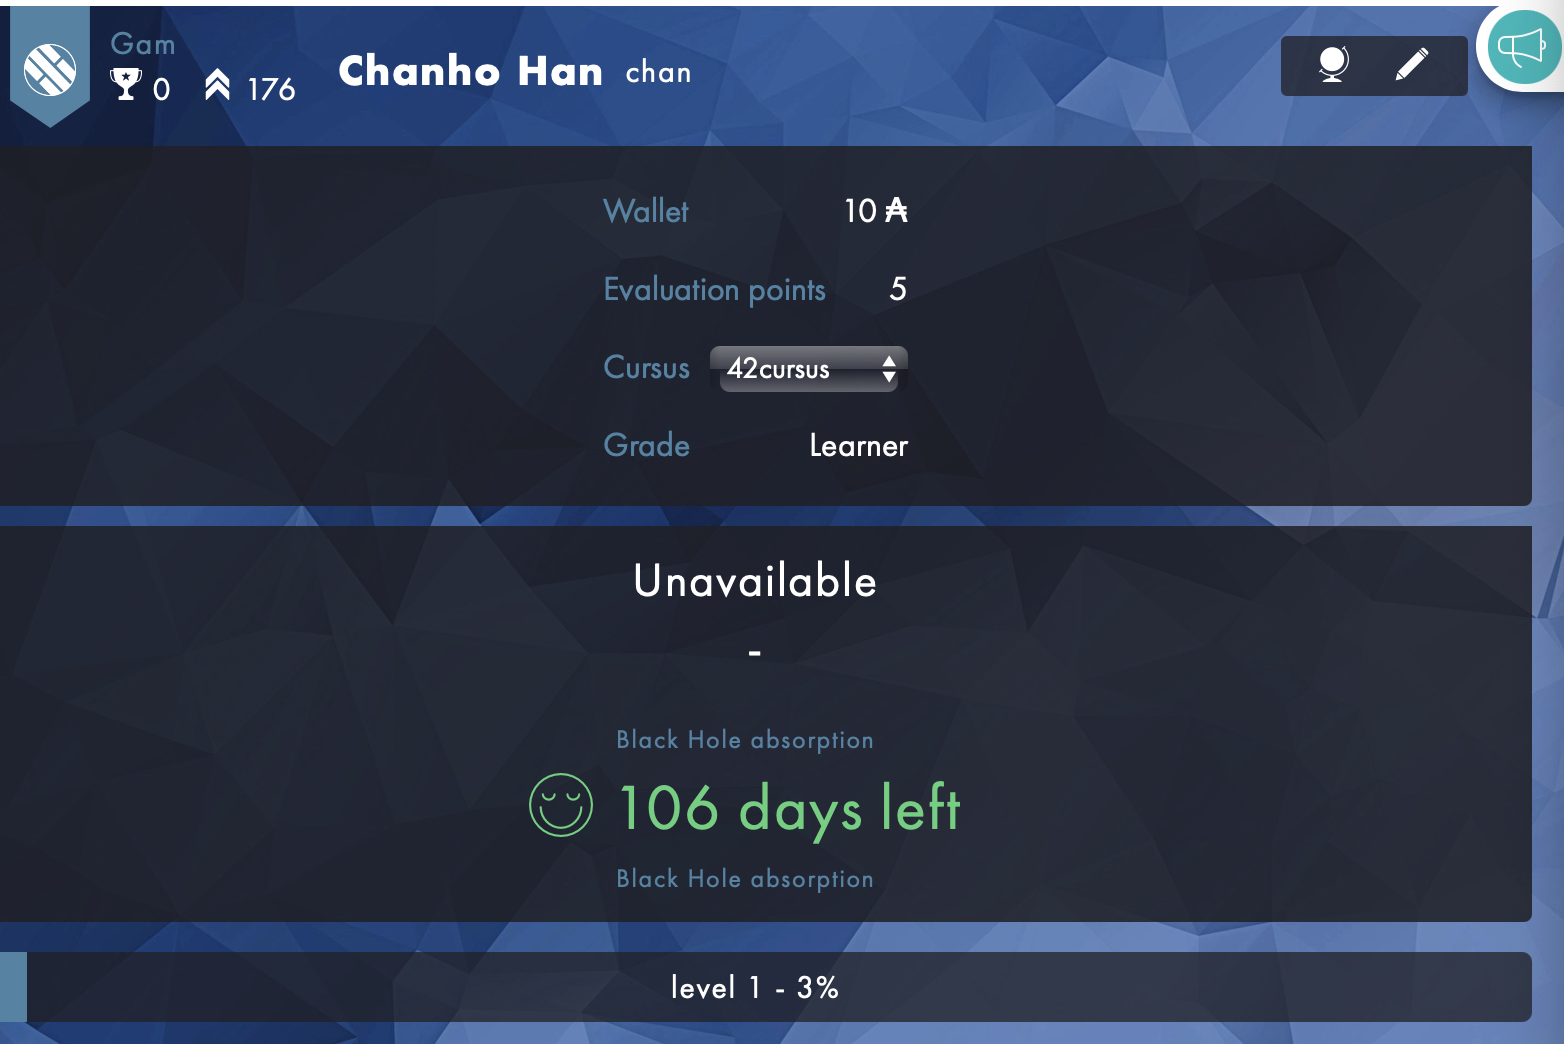 Gam
0 176
Chanho Han chan
Wallet 10 ₳
Evaluation points 5
Cursus 42cursus
Grade Learner
Unavailable
-
Black Hole absorption
106 days left
Black Hole absorption
level 1 - 3%